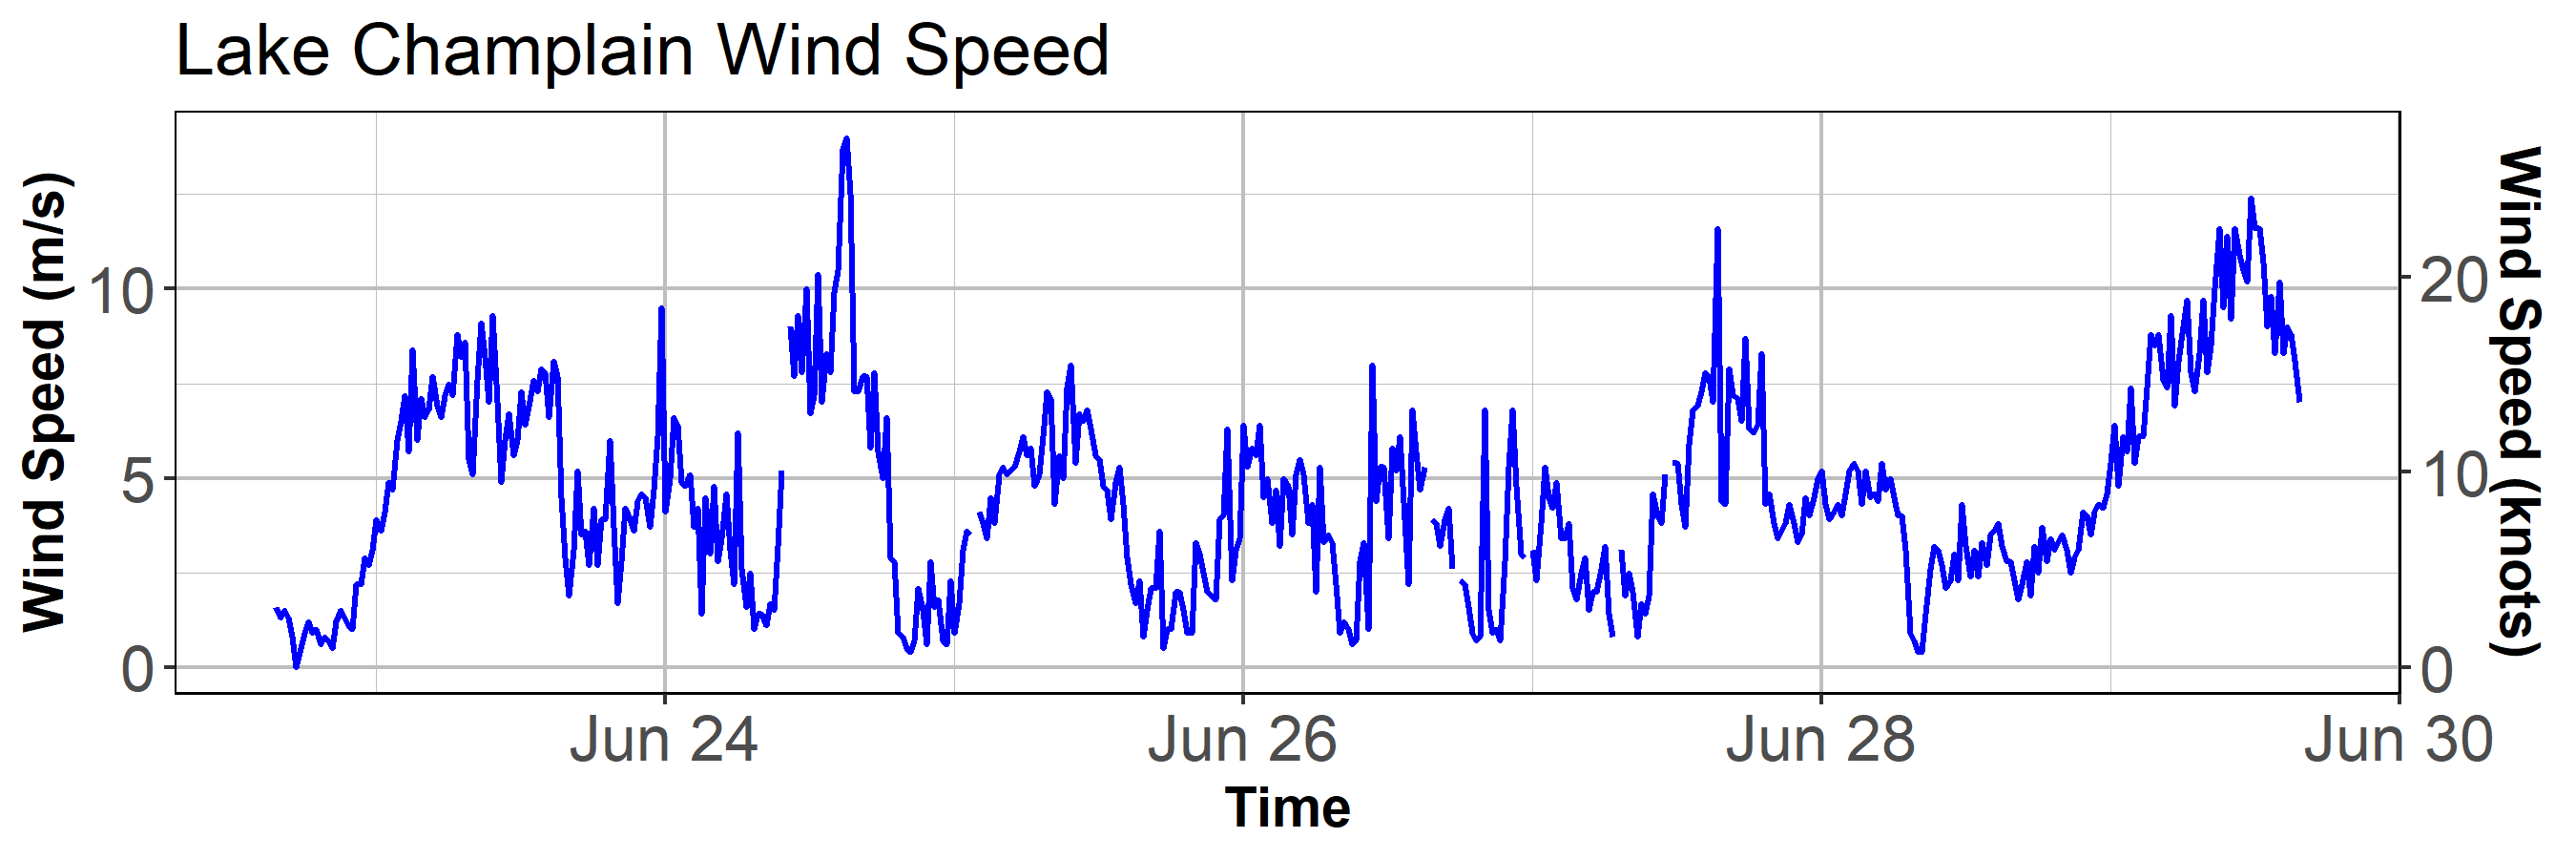 Lake Champlain Wind Speed
Wind Speed (m/s)
10
5
0
20
10
0
Wind Speed (knots)
Jun 24
Jun 26
Jun 28
Jun 30
Time